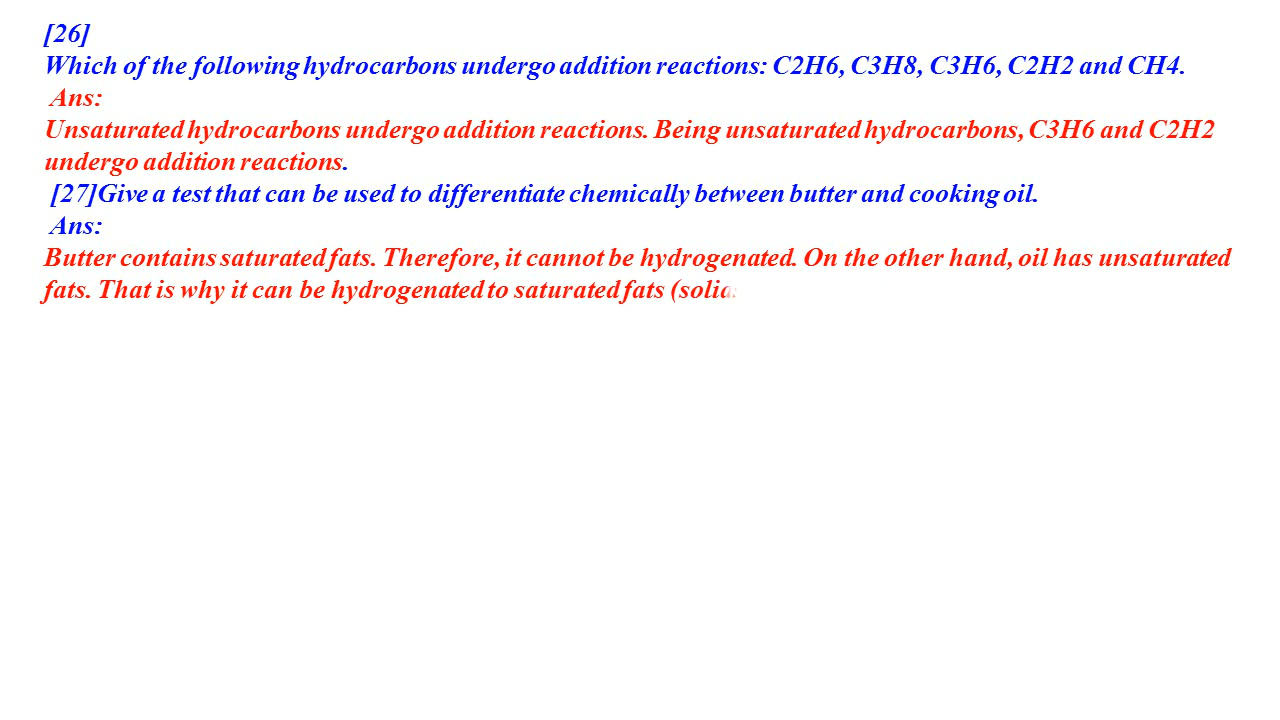 [26]
Which of the following hydrocarbons undergo addition reactions: C2H6, C3H8, C3H6, C2H2 and CH4.
Ans:
Unsaturated hydrocarbons undergo addition reactions. Being unsaturated hydrocarbons, C3H6 and C2H2
undergo addition reactions.
[27]Give a test that can be used to differentiate chemically between butter and cooking oil.
Ans:
Butter contains saturated fats. Therefore, it cannot be hydrogenated. On the other hand, oil has unsaturated
fats. That is why it can be hydrogenated to saturated fats